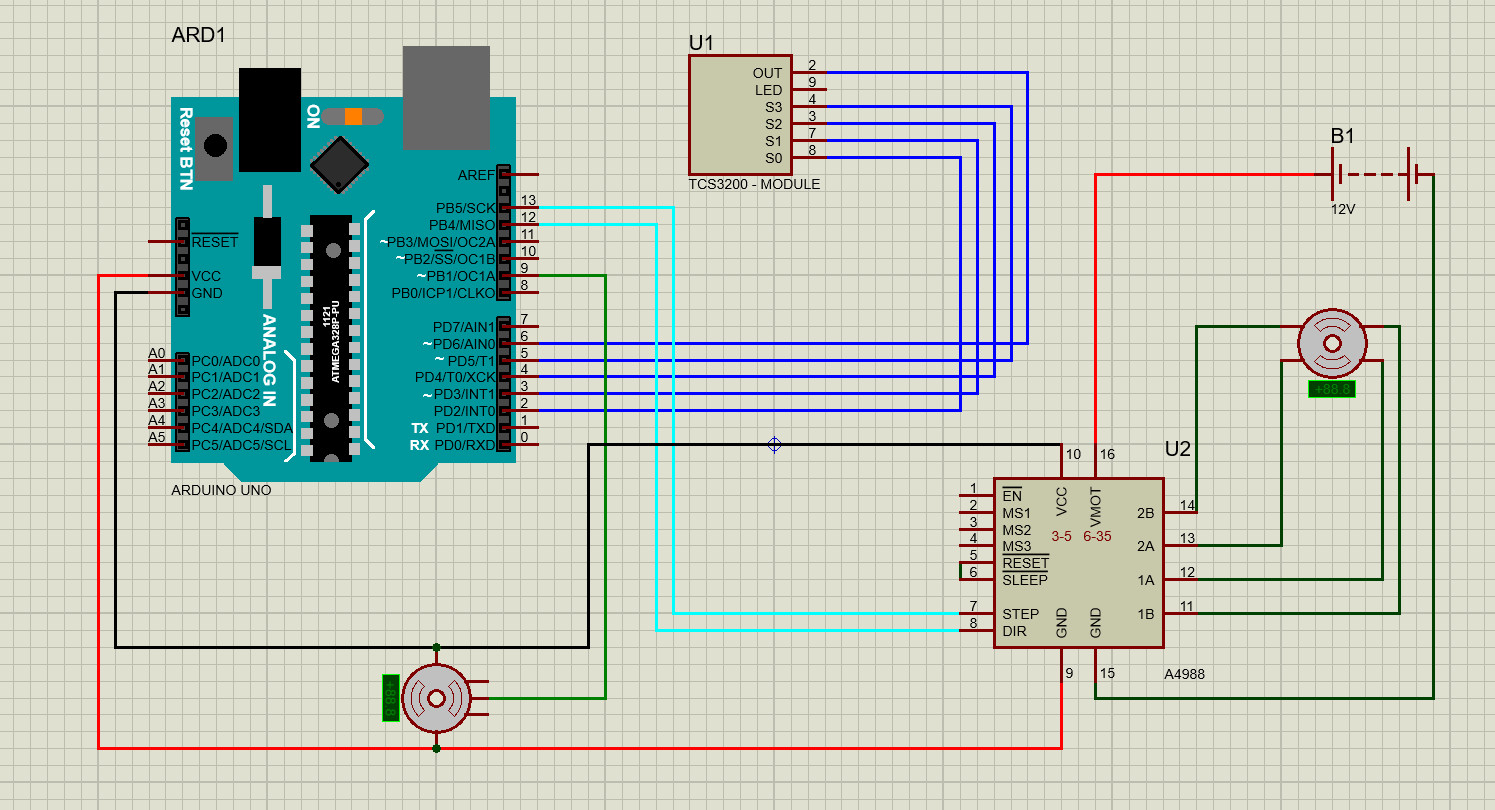 ARD1
ARDUINO UNO
Reset BTN
ON
ANALOG IN
1121
ATMEGA328P-PU
RESET
VCC
GND
A0 PC0/ADC0
A1 PC1/ADC1
A2 PC2/ADC2
A3 PC3/ADC3
A4 PC4/ADC4/SDA
A5 PC5/ADC5/SCL
AREF
PB5/SCK 13
PB4/MISO 12
~PB3/MOSI/OC2A 11
~PB2/SS/OC1B 10
~PB1/OC1A 9
PB0/ICP1/CLKO 8
PD7/AIN1 7
~PD6/AIN0 6
~PD5/T1 5
PD4/T0/XCK 4
~PD3/INT1 3
PD2/INT0 2
TX PD1/TXD 1
RX PD0/RXD 0
U1
OUT 2
LED 9
S3 4
S2 3
S1 7
S0 8
TCS3200 - MODULE
B1
12V
+88.8
+88.8
U2
10 16
1 EN
2 MS1
3 MS2
4 MS3
5 RESET
6 SLEEP
7 STEP
8 DIR
VCC
VMOT
3-5 6-35
2B 14
2A 13
1A 12
1B 11
GND
GND
9 15
A4988